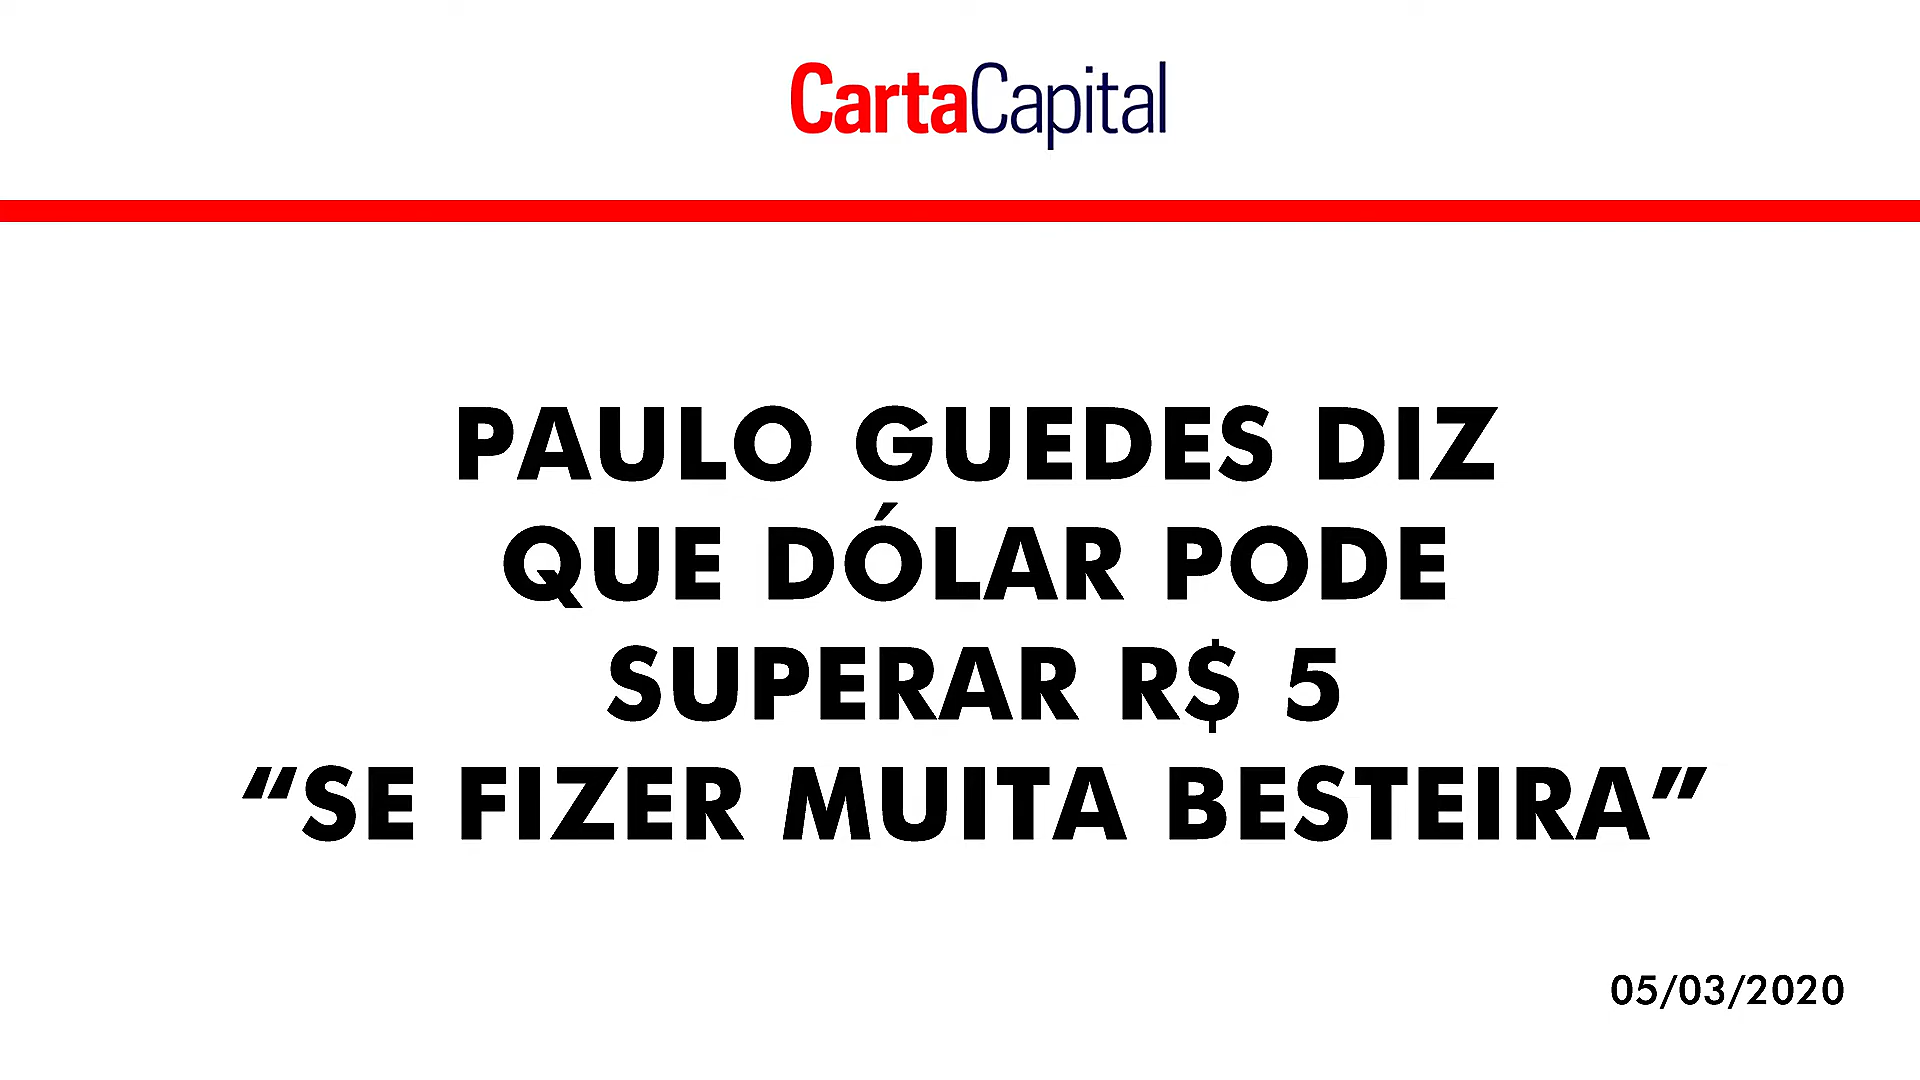 CartaCapital
PAULO GUEDES DIZ
QUE DÓLAR PODE
SUPERAR R$ 5
“SE FIZER MUITA BESTEIRA”
05/03/2020